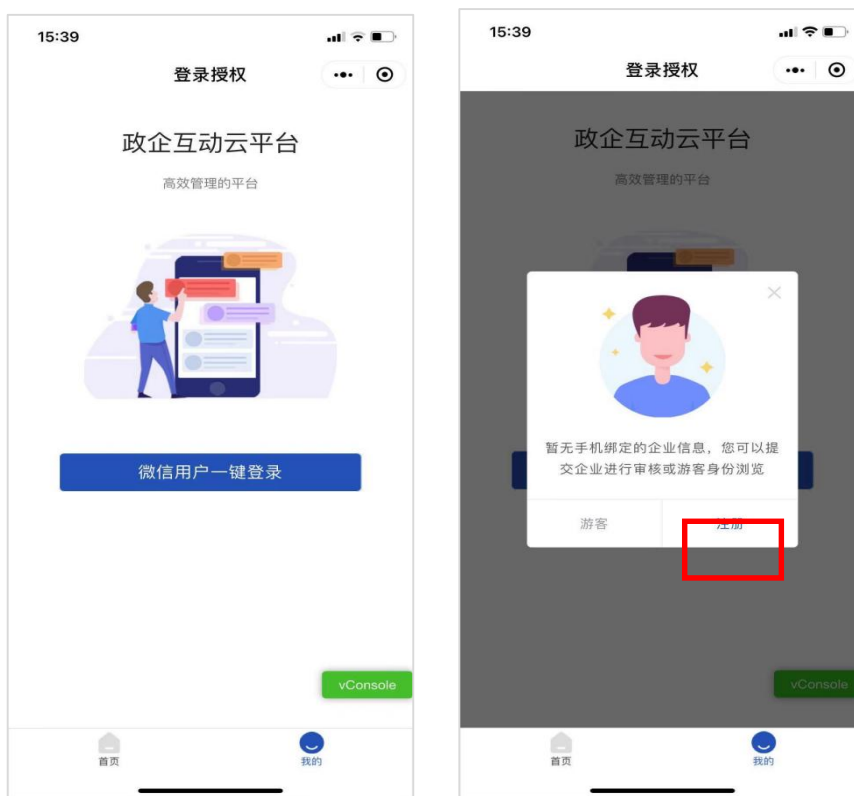 15:39
登录授权
政企互动云平台
高效管理的平台
微信用户一键登录
vConsole
首页
我的
15:39
登录授权
政企互动云平台
高效管理的平台
暂无手机绑定的企业信息，您可以提
交企业进行审核或游客身份浏览
游客
注册
vConsole
首页
我的